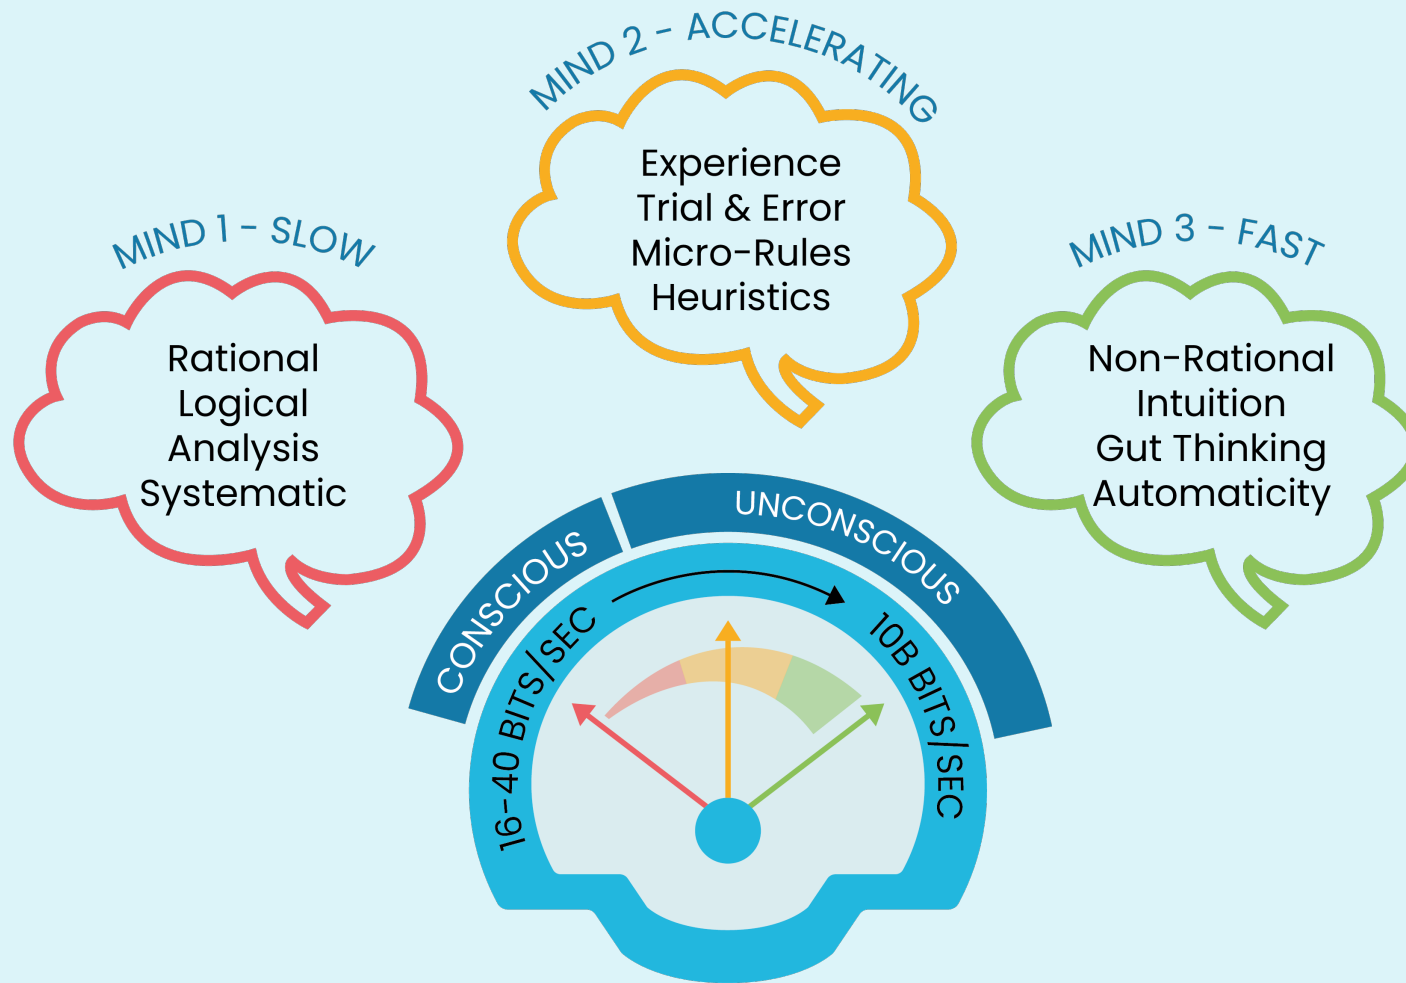 MIND 1 - SLOW
Rational
Logical
Analysis
Systematic
MIND 2 - ACCELERATING
Experience
Trial & Error
Micro-Rules
Heuristics
MIND 3 - FAST
Non-Rational
Intuition
Gut Thinking
Automaticity
CONSCIOUS
UNCONSCIOUS
16-40 BITS/SEC
10B BITS/SEC